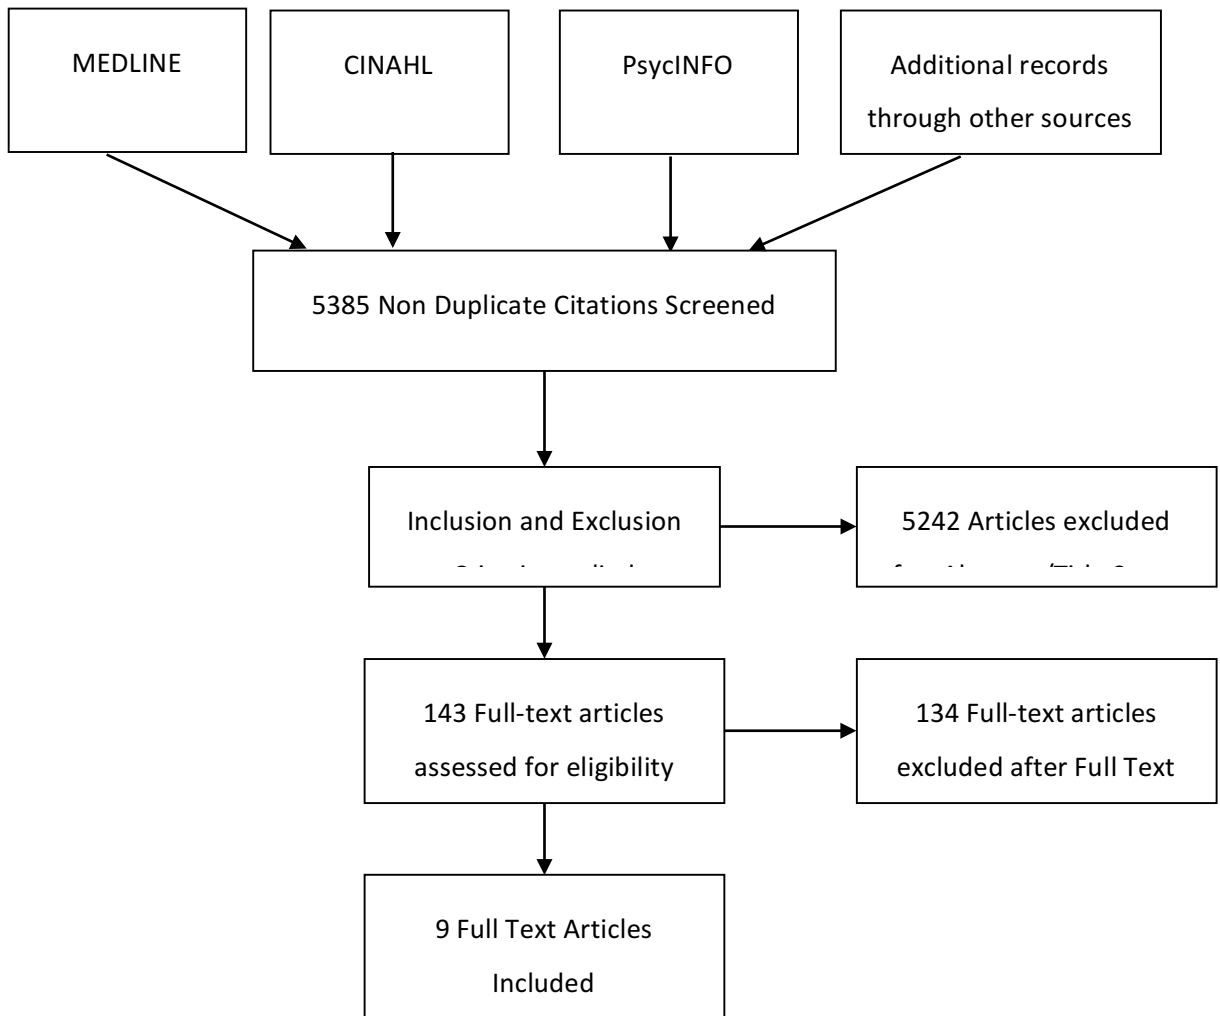 MEDLINE
CINAHL
PsycINFO
Additional records
through other sources
5385 Non Duplicate Citations Screened
Inclusion and Exclusion
5242 Articles excluded
143 Full-text articles
assessed for eligibility
134 Full-text articles
excluded after Full Text
9 Full Text Articles
Included